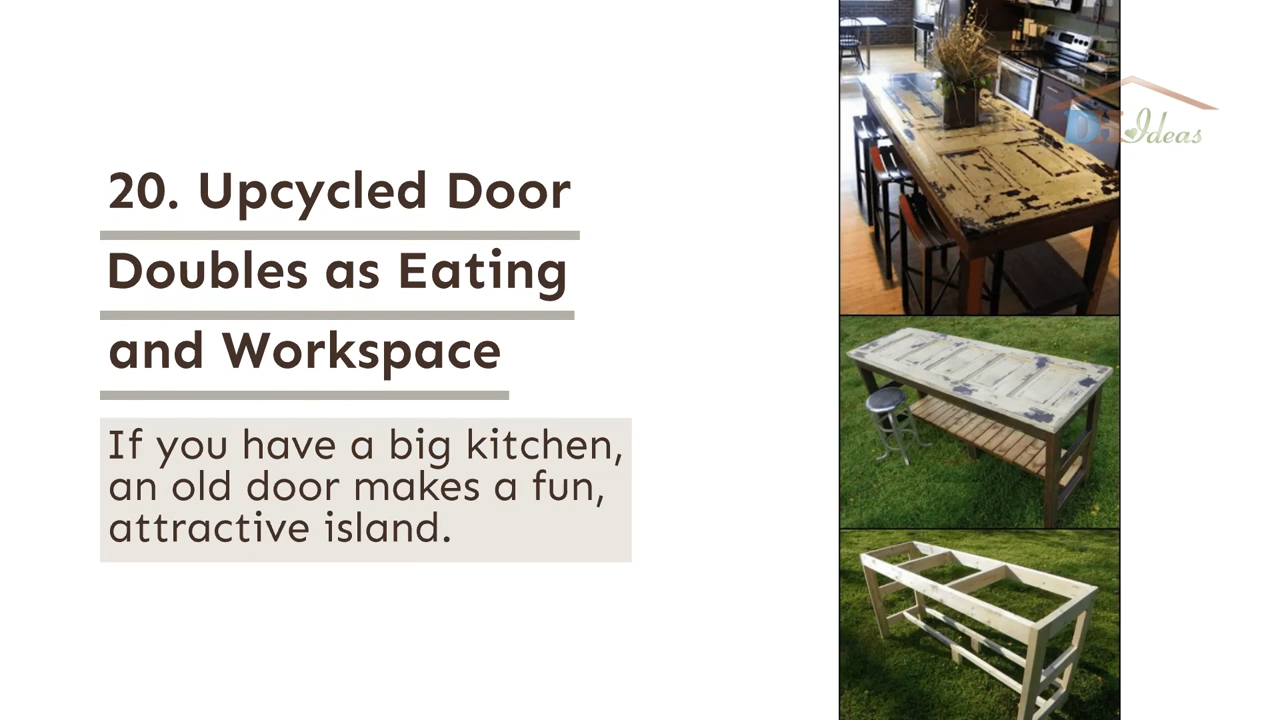 20. Upcycled Door
Doubles as Eating
and Workspace
If you have a big kitchen,
an old door makes a fun,
attractive island.
DH Ideas